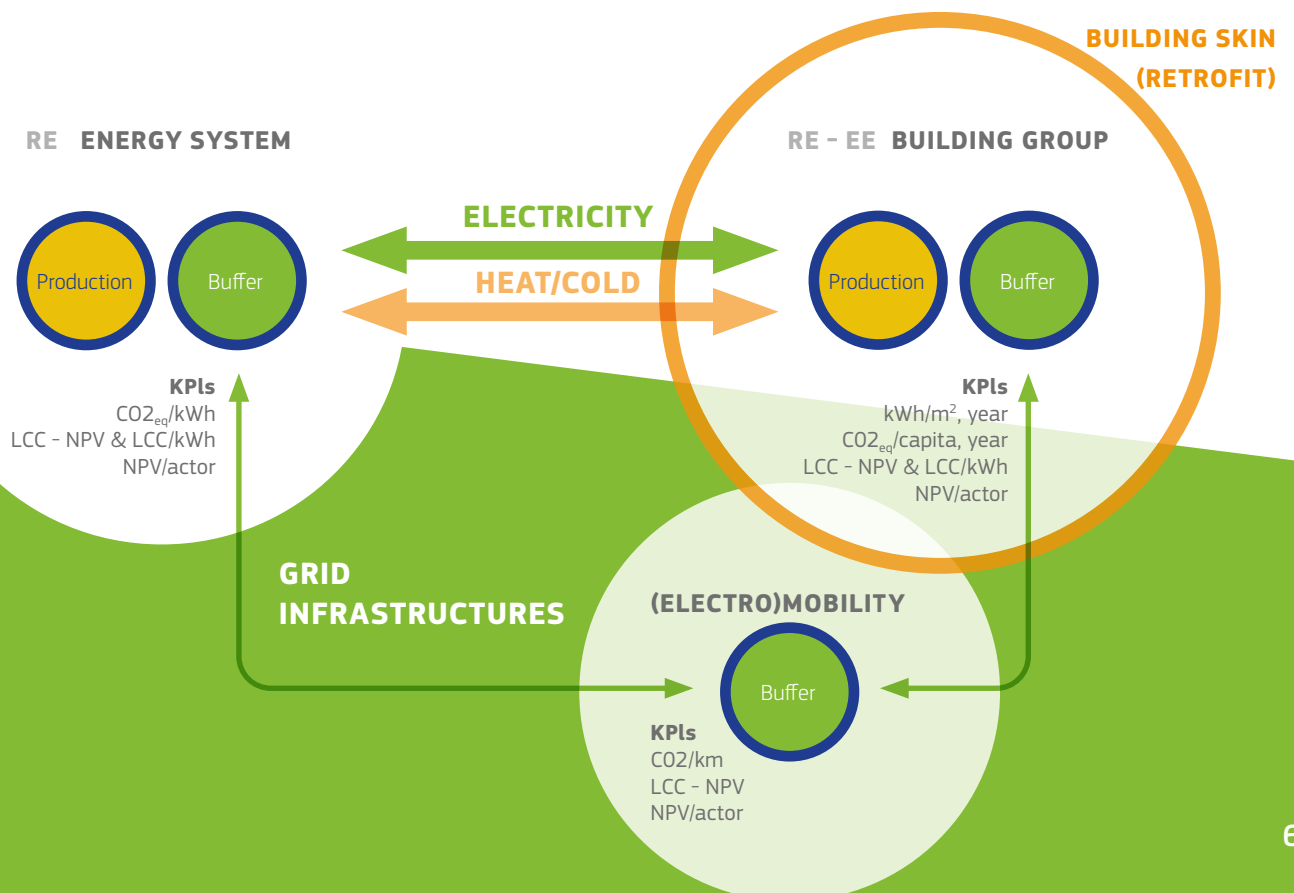 BUILDING SKIN
(RETROFIT)
RE ENERGY SYSTEM
RE - EE BUILDING GROUP
ELECTRICITY
HEAT/COLD
Production
Buffer
Production
Buffer
KPIs
CO2eq/kWh
LCC - NPV & LCC/kWh
NPV/actor
KPIs
kWh/m², year
CO2eq/capita, year
LCC - NPV & LCC/kWh
NPV/actor
GRID
INFRASTRUCTURES
(ELECTRO)MOBILITY
Buffer
KPIs
CO2/km
LCC - NPV
NPV/actor